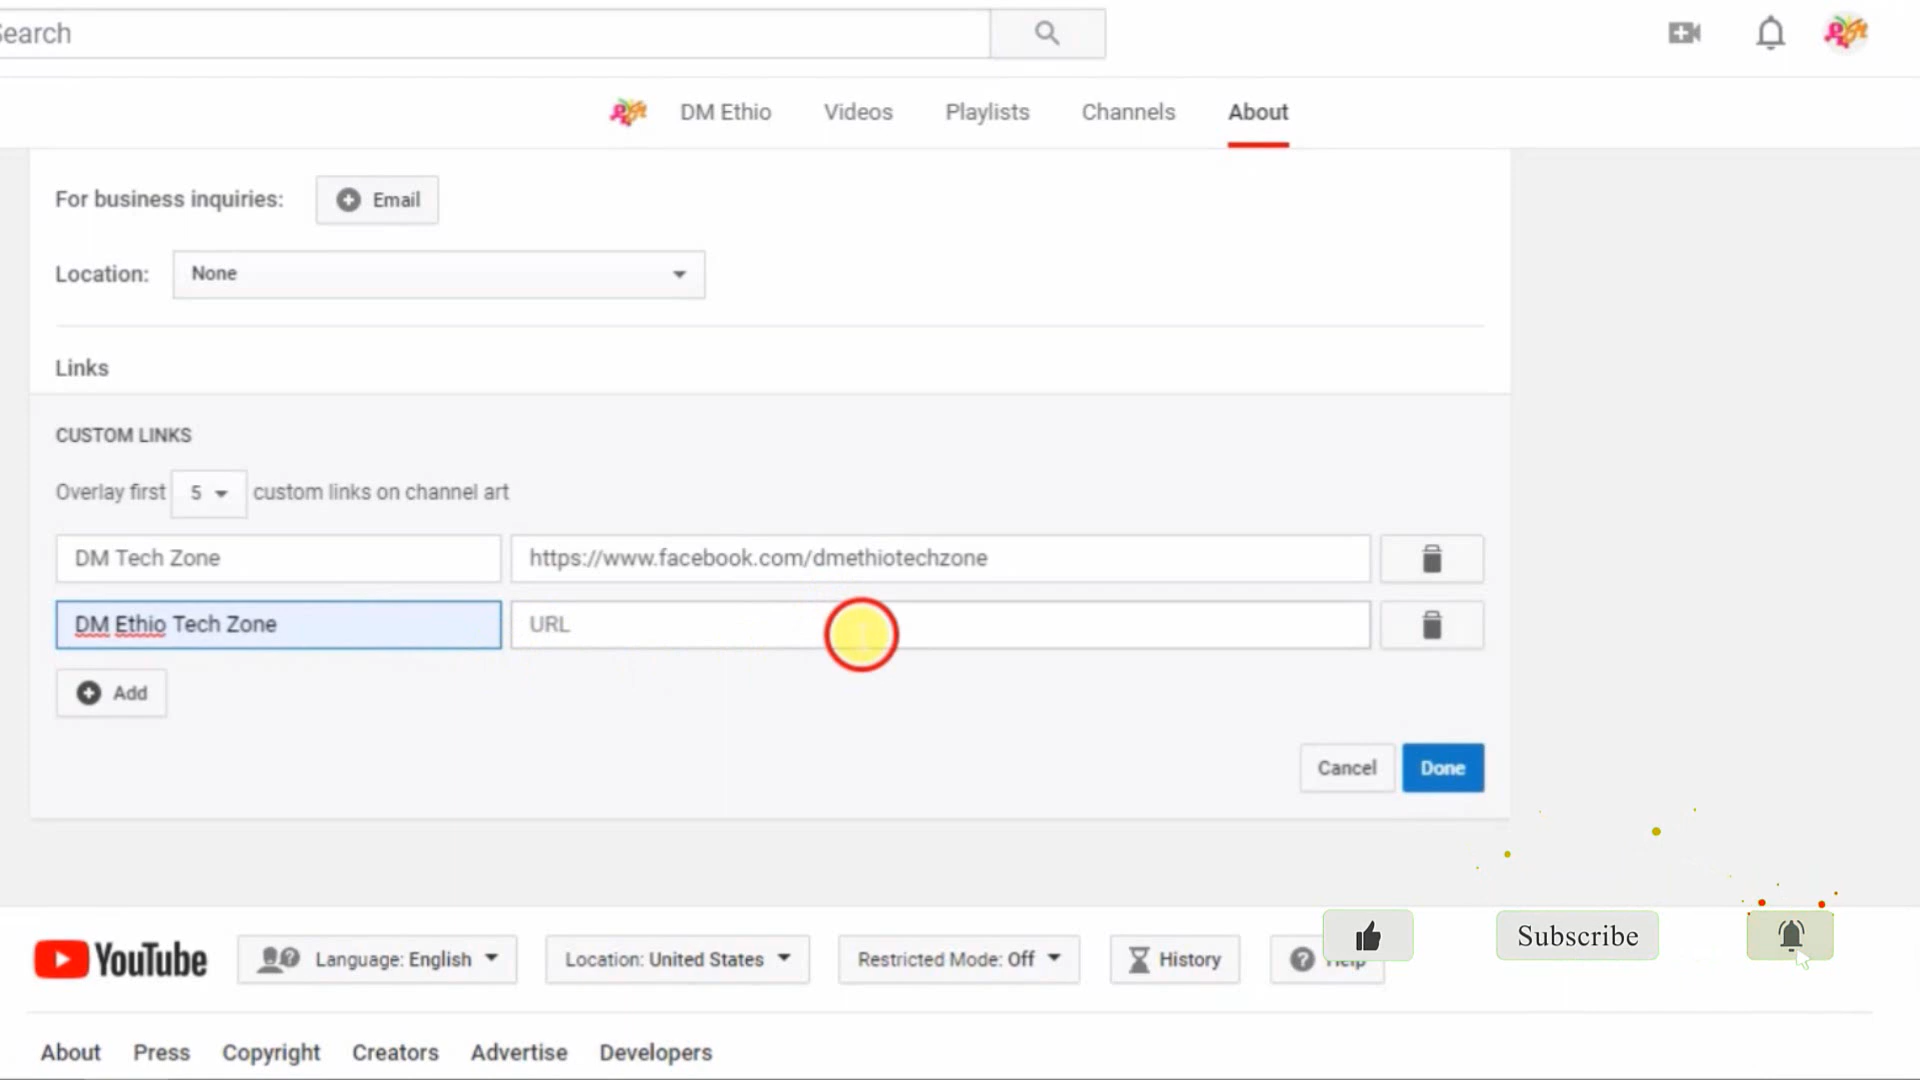 Search
DM Ethio Videos Playlists Channels About
For business inquiries: Email
Location: None
Links
CUSTOM LINKS
Overlay first 5 custom links on channel art
DM Tech Zone https://www.facebook.com/dmethiotechzone
DM Ethio Tech Zone URL
Add
Cancel Done
Subscribe
YouTube Language: English Location: United States Restricted Mode: Off History Help
About Press Copyright Creators Advertise Developers